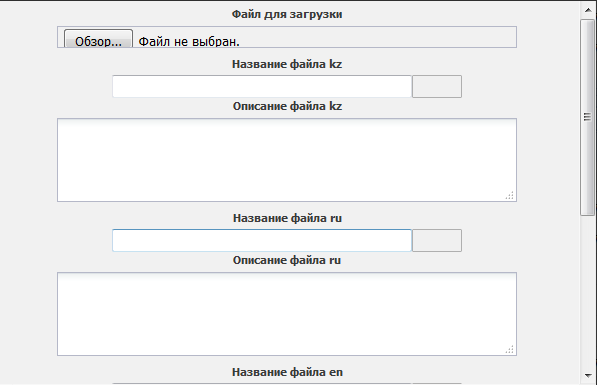 Файл для загрузки
Обзор... Файл не выбран.
Название файла kz
Описание файла kz
Название файла ru
Описание файла ru
Название файла en